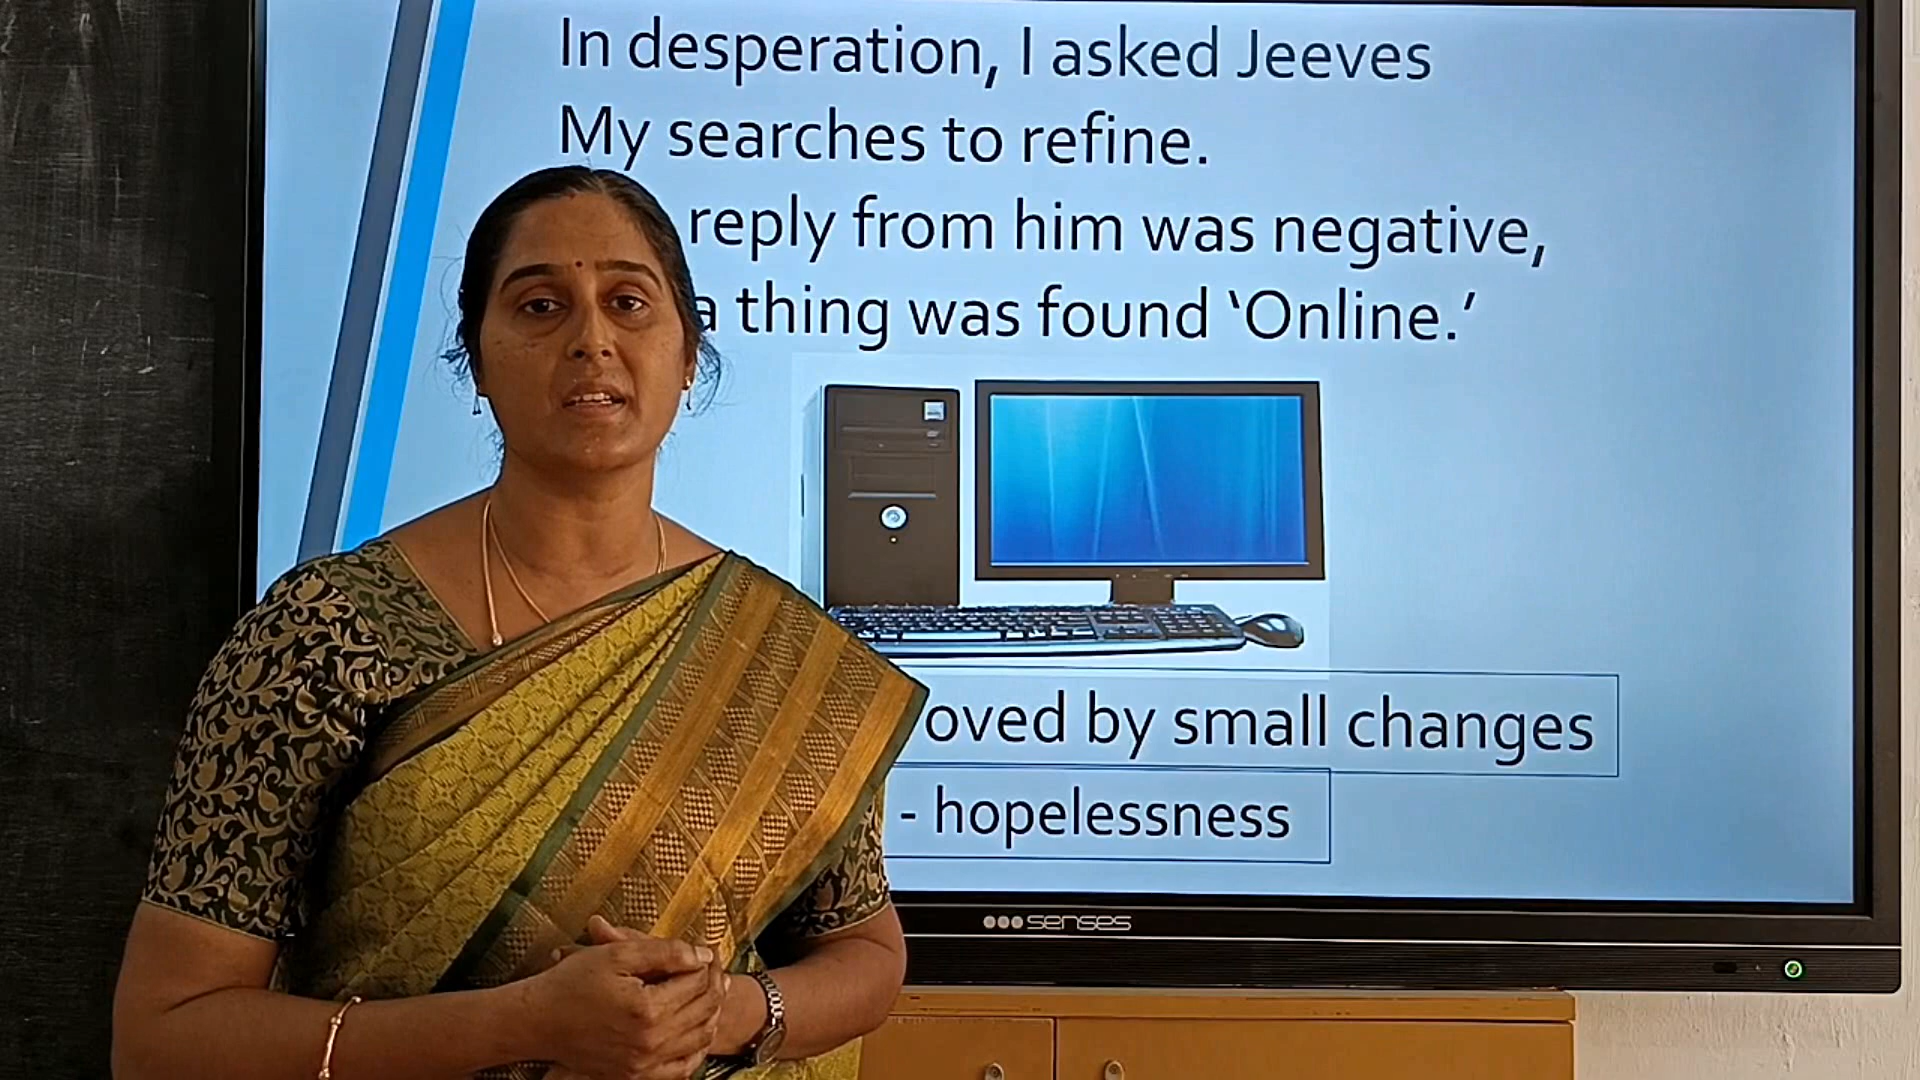 In desperation, I asked Jeeves
My searches to refine.
reply from him was negative,
a thing was found ‘Online.’
oved by small changes
- hopelessness
senses